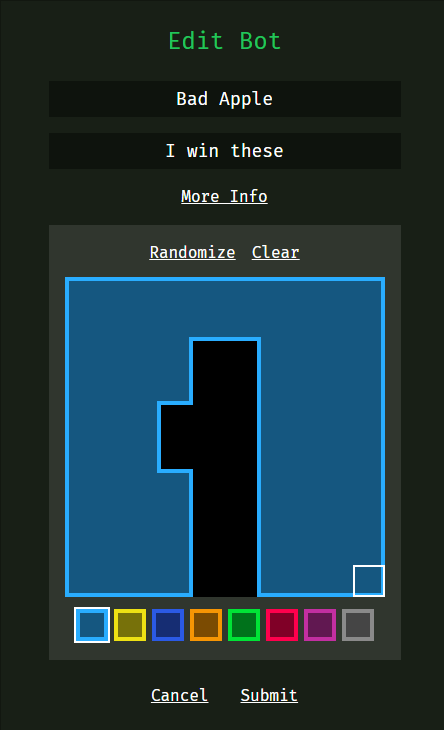 Edit Bot
Bad Apple
I win these
More Info
Randomize Clear
Cancel Submit